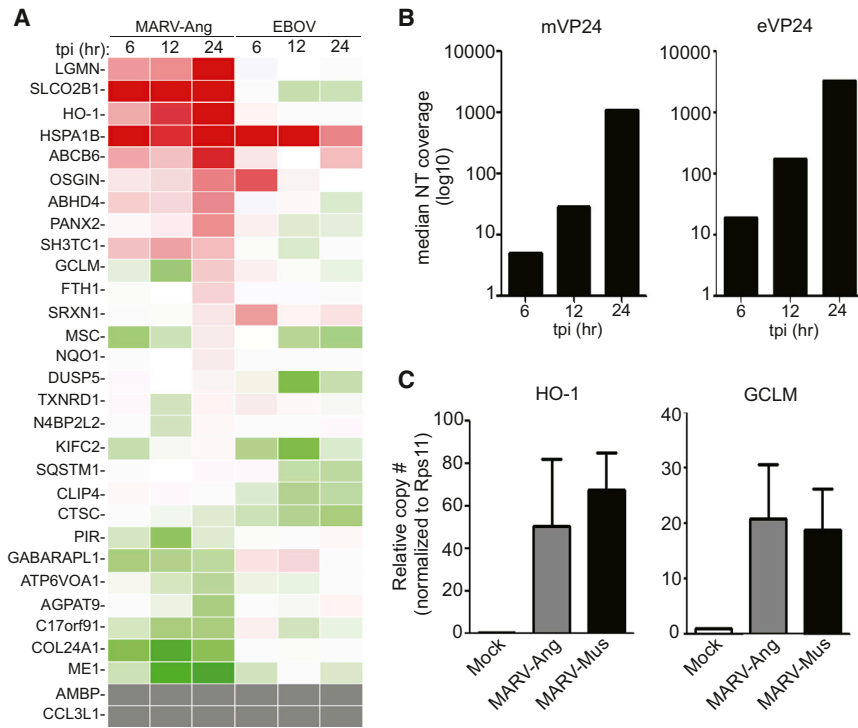 A
MARV-Ang EBOV
tpi (hr): 6 12 24 6 12 24
LGMN-
SLCO2B1-
HO-1-
HSPA1B-
ABCB6-
OSGIN-
ABHD4-
PANX2-
SH3TC1-
GCLM-
FTH1-
SRXN1-
MSC-
NQO1-
DUSP5-
TXNRD1-
N4BP2L2-
KIFC2-
SQSTM1-
CLIP4-
CTSC-
PIR-
GABARAPL1-
ATP6VOA1-
AGPAT9-
C17orf91-
COL24A1-
ME1-
AMBP-
CCL3L1-
B
mVP24
median NT coverage
(log10)
10000
1000
100
10
1
6 12 24
tpi (hr)
eVP24
10000
1000
100
10
1
6 12 24
tpi (hr)
C
HO-1
Relative copy #
(normalized to Rps11)
100
80
60
40
20
0
Mock
MARV-Ang
MARV-Mus
GCLM
40
30
20
10
0
Mock
MARV-Ang
MARV-Mus